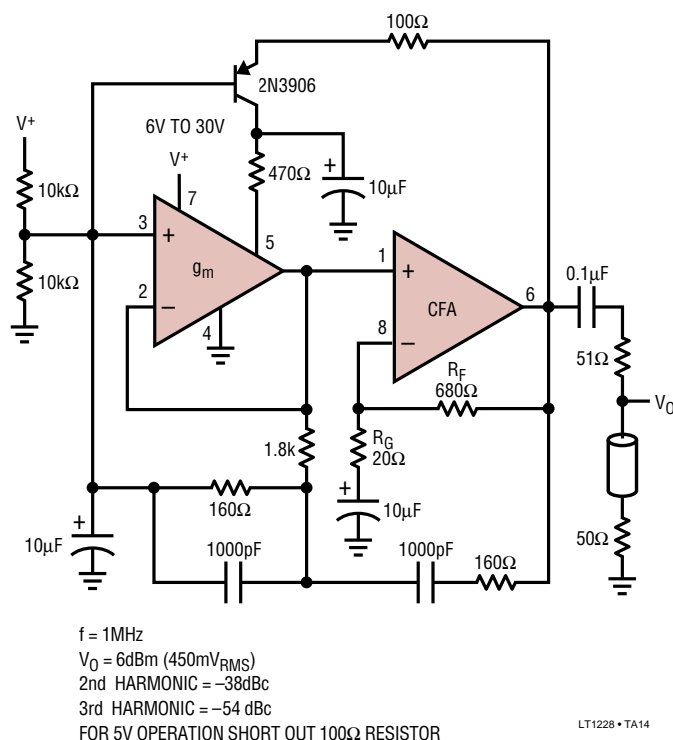 100Ω
2N3906
6V TO 30V
V+
V+
10kΩ
470Ω
+
10µF
7
3
+
5
1
+
0.1µF
gm
CFA
6
10kΩ
2
–
4
8
–
51Ω
RF
680Ω
VO
1.8k
RG
20Ω
160Ω
+
10µF
50Ω
+
10µF
1000pF
1000pF
160Ω
f = 1MHz
VO = 6dBm (450mVRMS)
2nd HARMONIC = –38dBc
3rd HARMONIC = –54 dBc
FOR 5V OPERATION SHORT OUT 100Ω RESISTOR
LT1228 • TA14